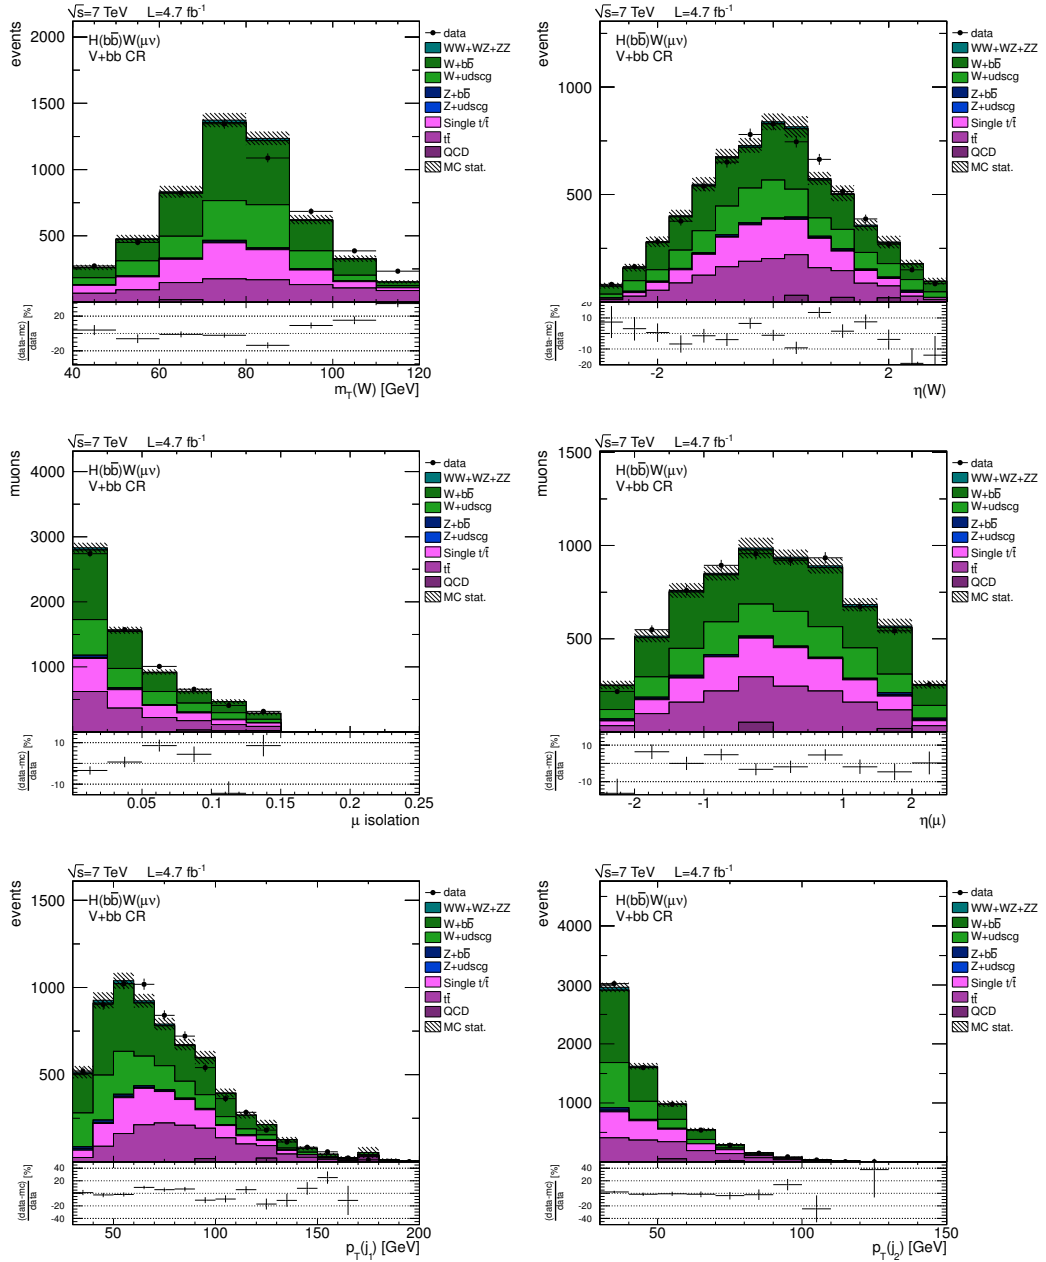 √s=7 TeV L=4.7 fb⁻¹
events
2000
1500
1000
500
H(bb̅)W(μν)
V+bb CR
data
WW+WZ+ZZ
W+bb̅
W+udscg
Z+bb̅
Z+udscg
Single t/t̅
tt̅
QCD
MC stat.
(data-mc)/data [%]
20
-20
40 60 80 100 120
m_T(W) [GeV]
√s=7 TeV L=4.7 fb⁻¹
events
1000
500
H(bb̅)W(μν)
V+bb CR
data
WW+WZ+ZZ
W+bb̅
W+udscg
Z+bb̅
Z+udscg
Single t/t̅
tt̅
QCD
MC stat.
(data-mc)/data [%]
20
10
-10
-20
-2 0 2
η(W)
√s=7 TeV L=4.7 fb⁻¹
muons
4000
3000
2000
1000
H(bb̅)W(μν)
V+bb CR
data
WW+WZ+ZZ
W+bb̅
W+udscg
Z+bb̅
Z+udscg
Single t/t̅
tt̅
QCD
MC stat.
(data-mc)/data [%]
10
-10
0.05 0.1 0.15 0.2 0.25
μ isolation
√s=7 TeV L=4.7 fb⁻¹
muons
1500
1000
500
H(bb̅)W(μν)
V+bb CR
data
WW+WZ+ZZ
W+bb̅
W+udscg
Z+bb̅
Z+udscg
Single t/t̅
tt̅
QCD
MC stat.
(data-mc)/data [%]
10
-10
-2 -1 0 1 2
η(μ)
√s=7 TeV L=4.7 fb⁻¹
events
1500
1000
500
H(bb̅)W(μν)
V+bb CR
data
WW+WZ+ZZ
W+bb̅
W+udscg
Z+bb̅
Z+udscg
Single t/t̅
tt̅
QCD
MC stat.
(data-mc)/data [%]
40
20
-20
-40
50 100 150 200
p_T(j₁) [GeV]
√s=7 TeV L=4.7 fb⁻¹
events
4000
3000
2000
1000
H(bb̅)W(μν)
V+bb CR
data
WW+WZ+ZZ
W+bb̅
W+udscg
Z+bb̅
Z+udscg
Single t/t̅
tt̅
QCD
MC stat.
(data-mc)/data [%]
40
20
0
-20
-40
50 100 150
p_T(j₂) [GeV]